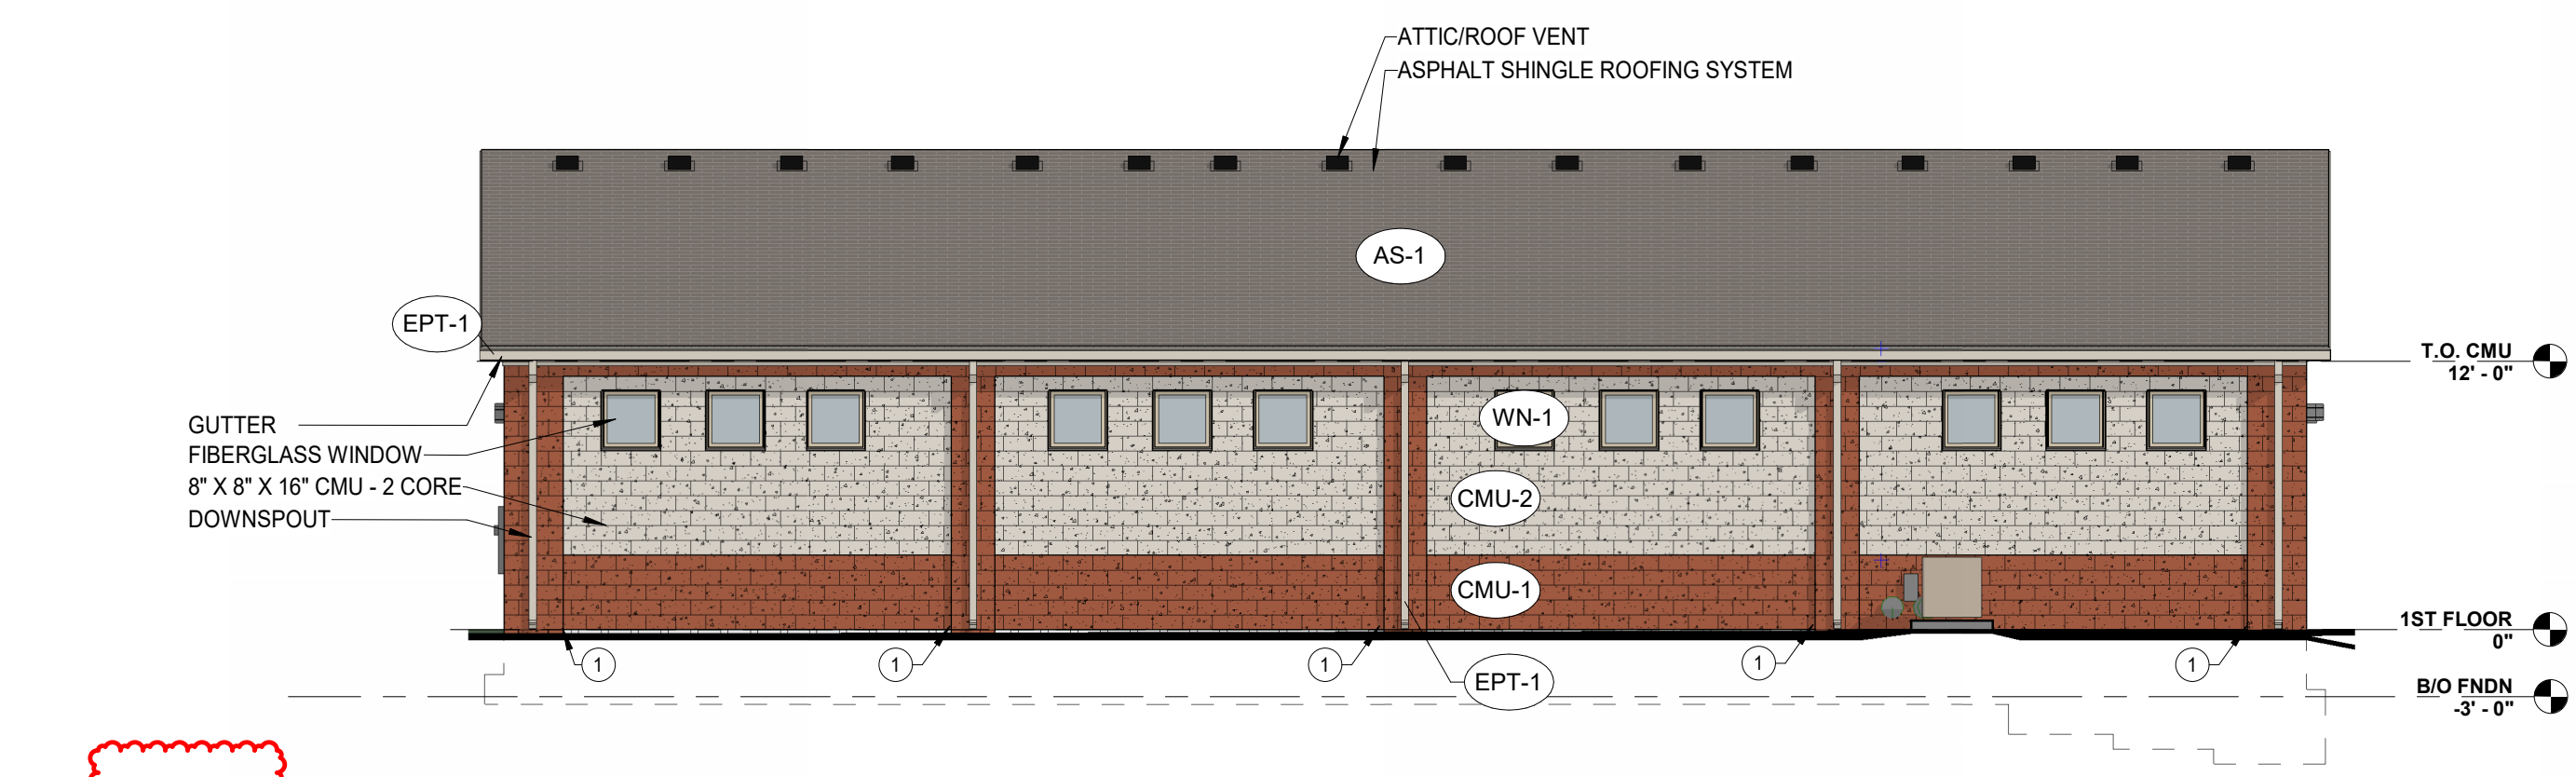 ATTIC/ROOF VENT
ASPHALT SHINGLE ROOFING SYSTEM
AS-1
EPT-1
T.O. CMU
12' - 0"
GUTTER
FIBERGLASS WINDOW
8" X 8" X 16" CMU - 2 CORE
DOWNSPOUT
WN-1
CMU-2
CMU-1
1ST FLOOR
0"
1
1
1
1
1
EPT-1
B/O FNDN
-3' - 0"